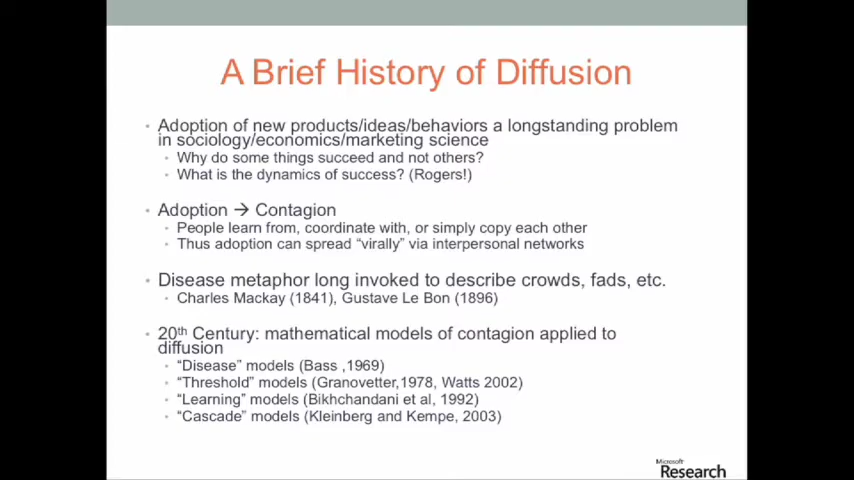 A Brief History of Diffusion
• Adoption of new products/ideas/behaviors a longstanding problem
in sociology/economics/marketing science
• Why do some things succeed and not others?
• What is the dynamics of success? (Rogers!)
• Adoption → Contagion
• People learn from, coordinate with, or simply copy each other
• Thus adoption can spread “virally” via interpersonal networks
• Disease metaphor long invoked to describe crowds, fads, etc.
• Charles Mackay (1841), Gustave Le Bon (1896)
• 20th Century: mathematical models of contagion applied to
diffusion
• “Disease” models (Bass ,1969)
• “Threshold” models (Granovetter,1978, Watts 2002)
• “Learning” models (Bikhchandani et al, 1992)
• “Cascade” models (Kleinberg and Kempe, 2003)
Microsoft
Research